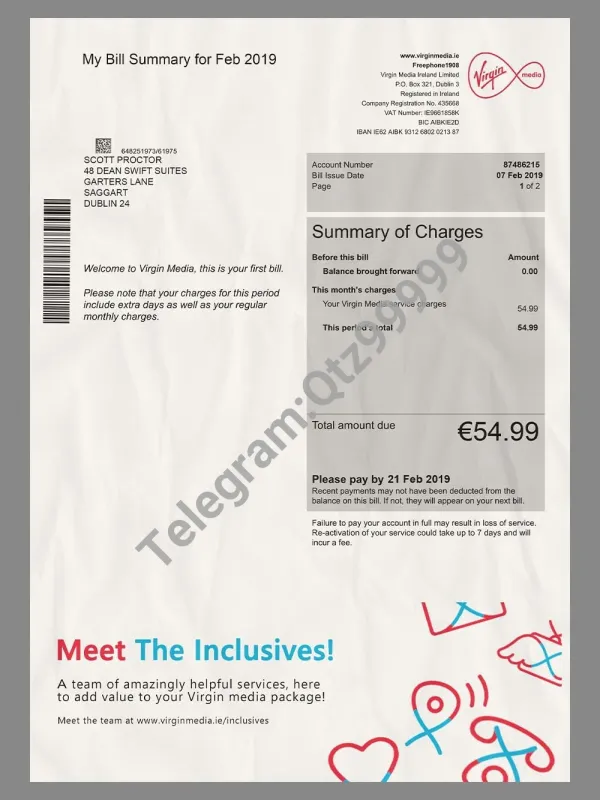 My Bill Summary for Feb 2019
www.virginmedia.ie
Freephone1908
Virgin Media Ireland Limited
P.O. Box 321, Dublin 3
Registered in Ireland
Company Registration No. 435668
VAT Number: IE9661858K
BIC AIBKIE2D
IBAN IE62 AIBK 9312 6802 0213 87
Virgin media
648251973/61975
SCOTT PROCTOR
48 DEAN SWIFT SUITES
GARTERS LANE
SAGGART
DUBLIN 24
Account Number 87486215
Bill Issue Date 07 Feb 2019
Page 1 of 2
Welcome to Virgin Media, this is your first bill.
Please note that your charges for this period
include extra days as well as your regular
monthly charges.
Summary of Charges
Before this bill Amount
Balance brought forward 0.00
This month's charges
Your Virgin Media service charges 54.99
This period's total 54.99
Total amount due €54.99
Please pay by 21 Feb 2019
Recent payments may not have been deducted from the
balance on this bill. If not, they will appear on your next bill.
Failure to pay your account in full may result in loss of service.
Re-activation of your service could take up to 7 days and will
incur a fee.
Telegram:Qtz99999
Meet The Inclusives!
A team of amazingly helpful services, here
to add value to your Virgin media package!
Meet the team at www.virginmedia.ie/inclusives